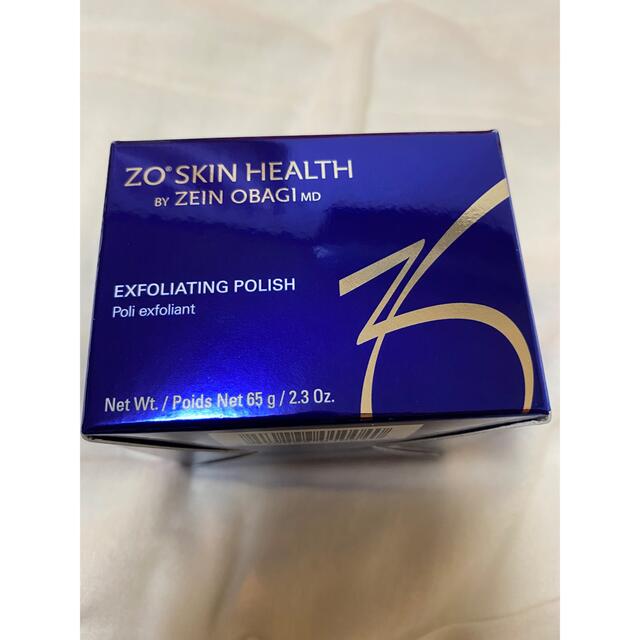 ZO® SKIN HEALTH
BY ZEIN OBAGI MD
EXFOLIATING POLISH
Poli exfoliant
Net Wt. / Poids Net 65 g / 2.3 Oz.